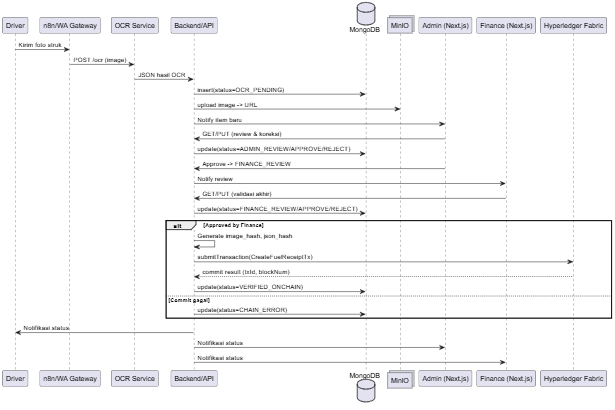 MongoDB
Driver
n8n/WA Gateway
OCR Service
Backend/API
MinIO
Admin (Next.js)
Finance (Next.js)
Hyperledger Fabric
Kirim foto struk
POST /ocr (image)
JSON hasil OCR
insert(status=OCR_PENDING)
upload image -> URL
Notify item baru
GET/PUT (review & koreksi)
update(status=ADMIN_REVIEW/APPROVE/REJECT)
Approve -> FINANCE_REVIEW
Notify review
GET/PUT (validasi akhir)
update(status=FINANCE_REVIEW/APPROVE/REJECT)
alt [Approved by Finance]
Generate image_hash, json_hash
submitTransaction(CreateFuelReceiptTx)
commit result (txId, blockNum)
update(status=VERIFIED_ONCHAIN)
[Commit gagal]
update(status=CHAIN_ERROR)
Notifikasi status
Notifikasi status
Notifikasi status
Driver
n8n/WA Gateway
OCR Service
Backend/API
MongoDB
MinIO
Admin (Next.js)
Finance (Next.js)
Hyperledger Fabric